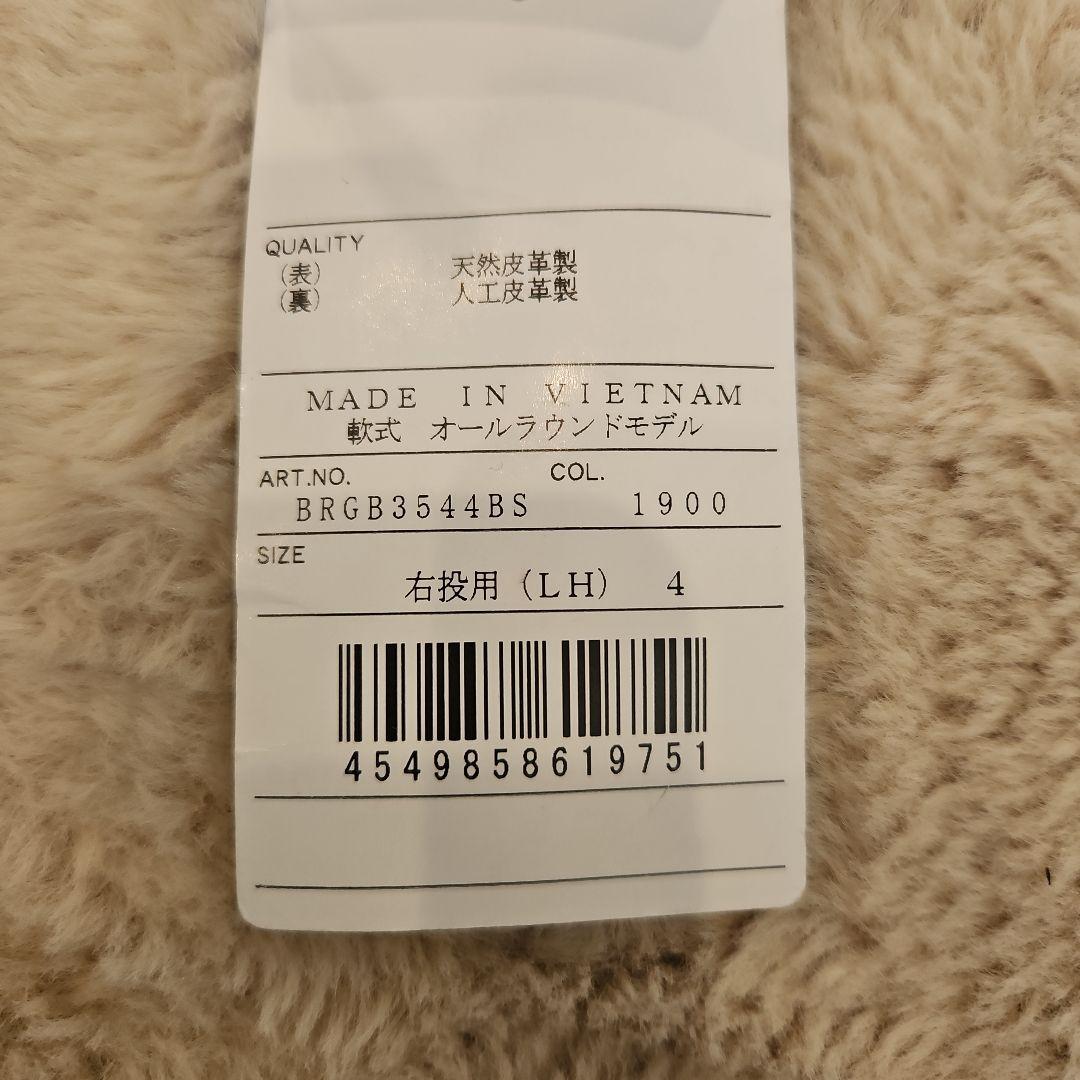 QUALITY
（表） 天然皮革製
（裏） 人工皮革製
MADE IN VIETNAM
軟式 オールラウンドモデル
ART.NO. COL.
BRGB3544BS 1900
SIZE
右投用（LH） 4
4549858619751